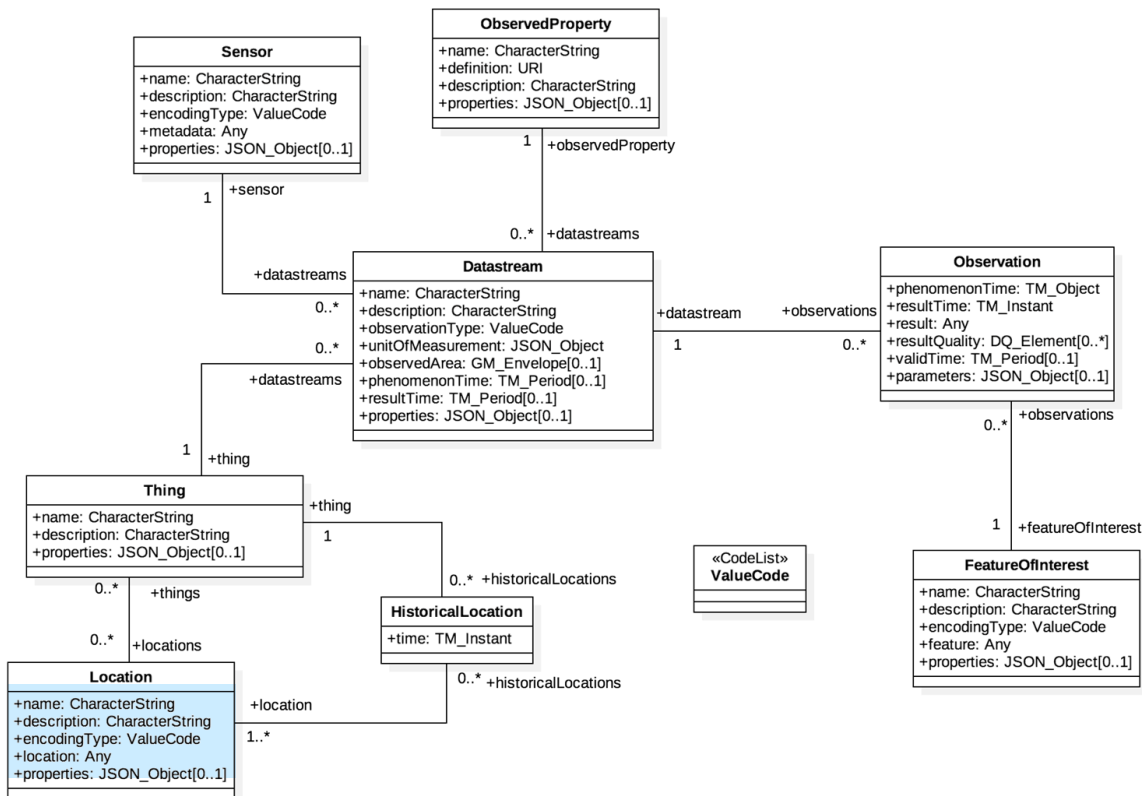 ObservedProperty
+name: CharacterString
+definition: URI
+description: CharacterString
+properties: JSON_Object[0..1]
Sensor
+name: CharacterString
+description: CharacterString
+encodingType: ValueCode
+metadata: Any
+properties: JSON_Object[0..1]
1
+observedProperty
1
+sensor
0..*
+datastreams
+datastreams
0..*
Datastream
+name: CharacterString
+description: CharacterString
+observationType: ValueCode
+unitOfMeasurement: JSON_Object
+observedArea: GM_Envelope[0..1]
+phenomenonTime: TM_Period[0..1]
+resultTime: TM_Period[0..1]
+properties: JSON_Object[0..1]
+datastream
1
+observations
0..*
Observation
+phenomenonTime: TM_Object
+resultTime: TM_Instant
+result: Any
+resultQuality: DQ_Element[0..*]
+validTime: TM_Period[0..1]
+parameters: JSON_Object[0..1]
0..*
+datastreams
+observations
0..*
1
+thing
Thing
+name: CharacterString
+description: CharacterString
+properties: JSON_Object[0..1]
+thing
1
1
+featureOfInterest
0..*
+historicalLocations
«CodeList»
ValueCode
FeatureOfInterest
+name: CharacterString
+description: CharacterString
+encodingType: ValueCode
+feature: Any
+properties: JSON_Object[0..1]
0..*
+things
HistoricalLocation
+time: TM_Instant
0..*
+locations
0..*
+historicalLocations
Location
+name: CharacterString
+description: CharacterString
+encodingType: ValueCode
+location: Any
+properties: JSON_Object[0..1]
+location
1..*